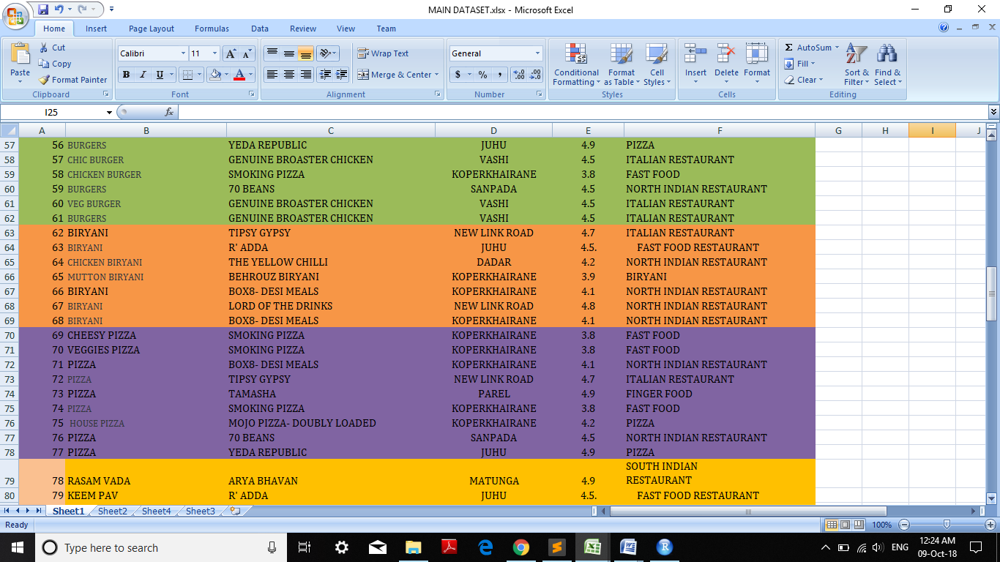 MAIN DATASET.xlsx - Microsoft Excel
Home Insert Page Layout Formulas Data Review View Team
Paste Cut Copy Format Painter Clipboard
Calibri 11 A A B I U A Font
Wrap Text Merge & Center Alignment
General $ % , .00 .0 Number
Conditional Formatting Format as Table Cell Styles Styles
Insert Delete Format Cells
Σ AutoSum Fill Clear Sort & Filter Find & Select Editing
I25 fx
A B C D E F G H I J
57 56 BURGERS YEDA REPUBLIC JUHU 4.9 PIZZA
58 57 CHIC BURGER GENUINE BROASTER CHICKEN VASHI 4.5 ITALIAN RESTAURANT
59 58 CHICKEN BURGER SMOKING PIZZA KOPERKHAIRANE 3.8 FAST FOOD
60 59 BURGERS 70 BEANS SANPADA 4.5 NORTH INDIAN RESTAURANT
61 60 VEG BURGER GENUINE BROASTER CHICKEN VASHI 4.5 ITALIAN RESTAURANT
62 61 BURGERS GENUINE BROASTER CHICKEN VASHI 4.5 ITALIAN RESTAURANT
63 62 BIRYANI TIPSY GYPSY NEW LINK ROAD 4.7 ITALIAN RESTAURANT
64 63 BIRYANI R' ADDA JUHU 4.5. FAST FOOD RESTAURANT
65 64 CHICKEN BIRYANI THE YELLOW CHILLI DADAR 4.2 NORTH INDIAN RESTAURANT
66 65 MUTTON BIRYANI BEHROUZ BIRYANI KOPERKHAIRANE 3.9 BIRYANI
67 66 BIRYANI BOX8- DESI MEALS KOPERKHAIRANE 4.1 NORTH INDIAN RESTAURANT
68 67 BIRYANI LORD OF THE DRINKS NEW LINK ROAD 4.8 NORTH INDIAN RESTAURANT
69 68 BIRYANI BOX8- DESI MEALS KOPERKHAIRANE 4.1 NORTH INDIAN RESTAURANT
70 69 CHEESY PIZZA SMOKING PIZZA KOPERKHAIRANE 3.8 FAST FOOD
71 70 VEGGIES PIZZA SMOKING PIZZA KOPERKHAIRANE 3.8 FAST FOOD
72 71 PIZZA BOX8- DESI MEALS KOPERKHAIRANE 4.1 NORTH INDIAN RESTAURANT
73 72 PIZZA TIPSY GYPSY NEW LINK ROAD 4.7 ITALIAN RESTAURANT
74 73 PIZZA TAMASHA PAREL 4.9 FINGER FOOD
75 74 PIZZA SMOKING PIZZA KOPERKHAIRANE 3.8 FAST FOOD
76 75 HOUSE PIZZA MOJO PIZZA- DOUBLY LOADED KOPERKHAIRANE 4.2 PIZZA
77 76 PIZZA 70 BEANS SANPADA 4.5 NORTH INDIAN RESTAURANT
78 77 PIZZA YEDA REPUBLIC JUHU 4.9 PIZZA
SOUTH INDIAN
79 78 RASAM VADA ARYA BHAVAN MATUNGA 4.9 RESTAURANT
80 79 KEEM PAV R' ADDA JUHU 4.5. FAST FOOD RESTAURANT
Sheet1 Sheet2 Sheet4 Sheet3
Ready 100%
Type here to search ENG 12:24 AM
09-Oct-18